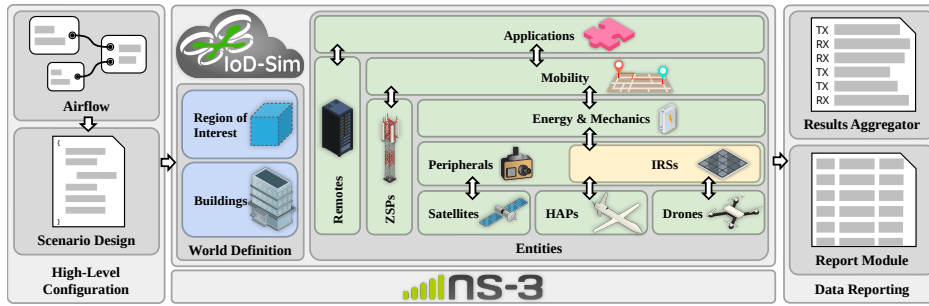 Airflow
{
}
Scenario Design
High-Level
Configuration
IoD-Sim
Region of
Interest
Buildings
World Definition
Applications
Mobility
Energy & Mechanics
Peripherals
IRSs
Remotes
ZSPs
Satellites
HAPs
Drones
Entities
ns-3
TX
RX
RX
TX
TX
RX
Results Aggregator
Report Module
Data Reporting